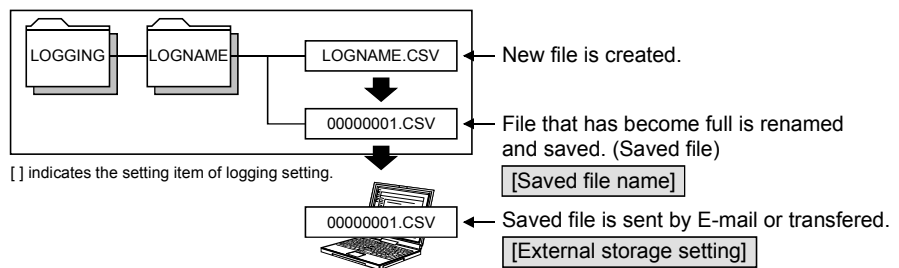 LOGGING
LOGNAME
LOGNAME.CSV
New file is created.
00000001.CSV
File that has become full is renamed
and saved. (Saved file)
[Saved file name]
[ ] indicates the setting item of logging setting.
00000001.CSV
Saved file is sent by E-mail or transfered.
[External storage setting]